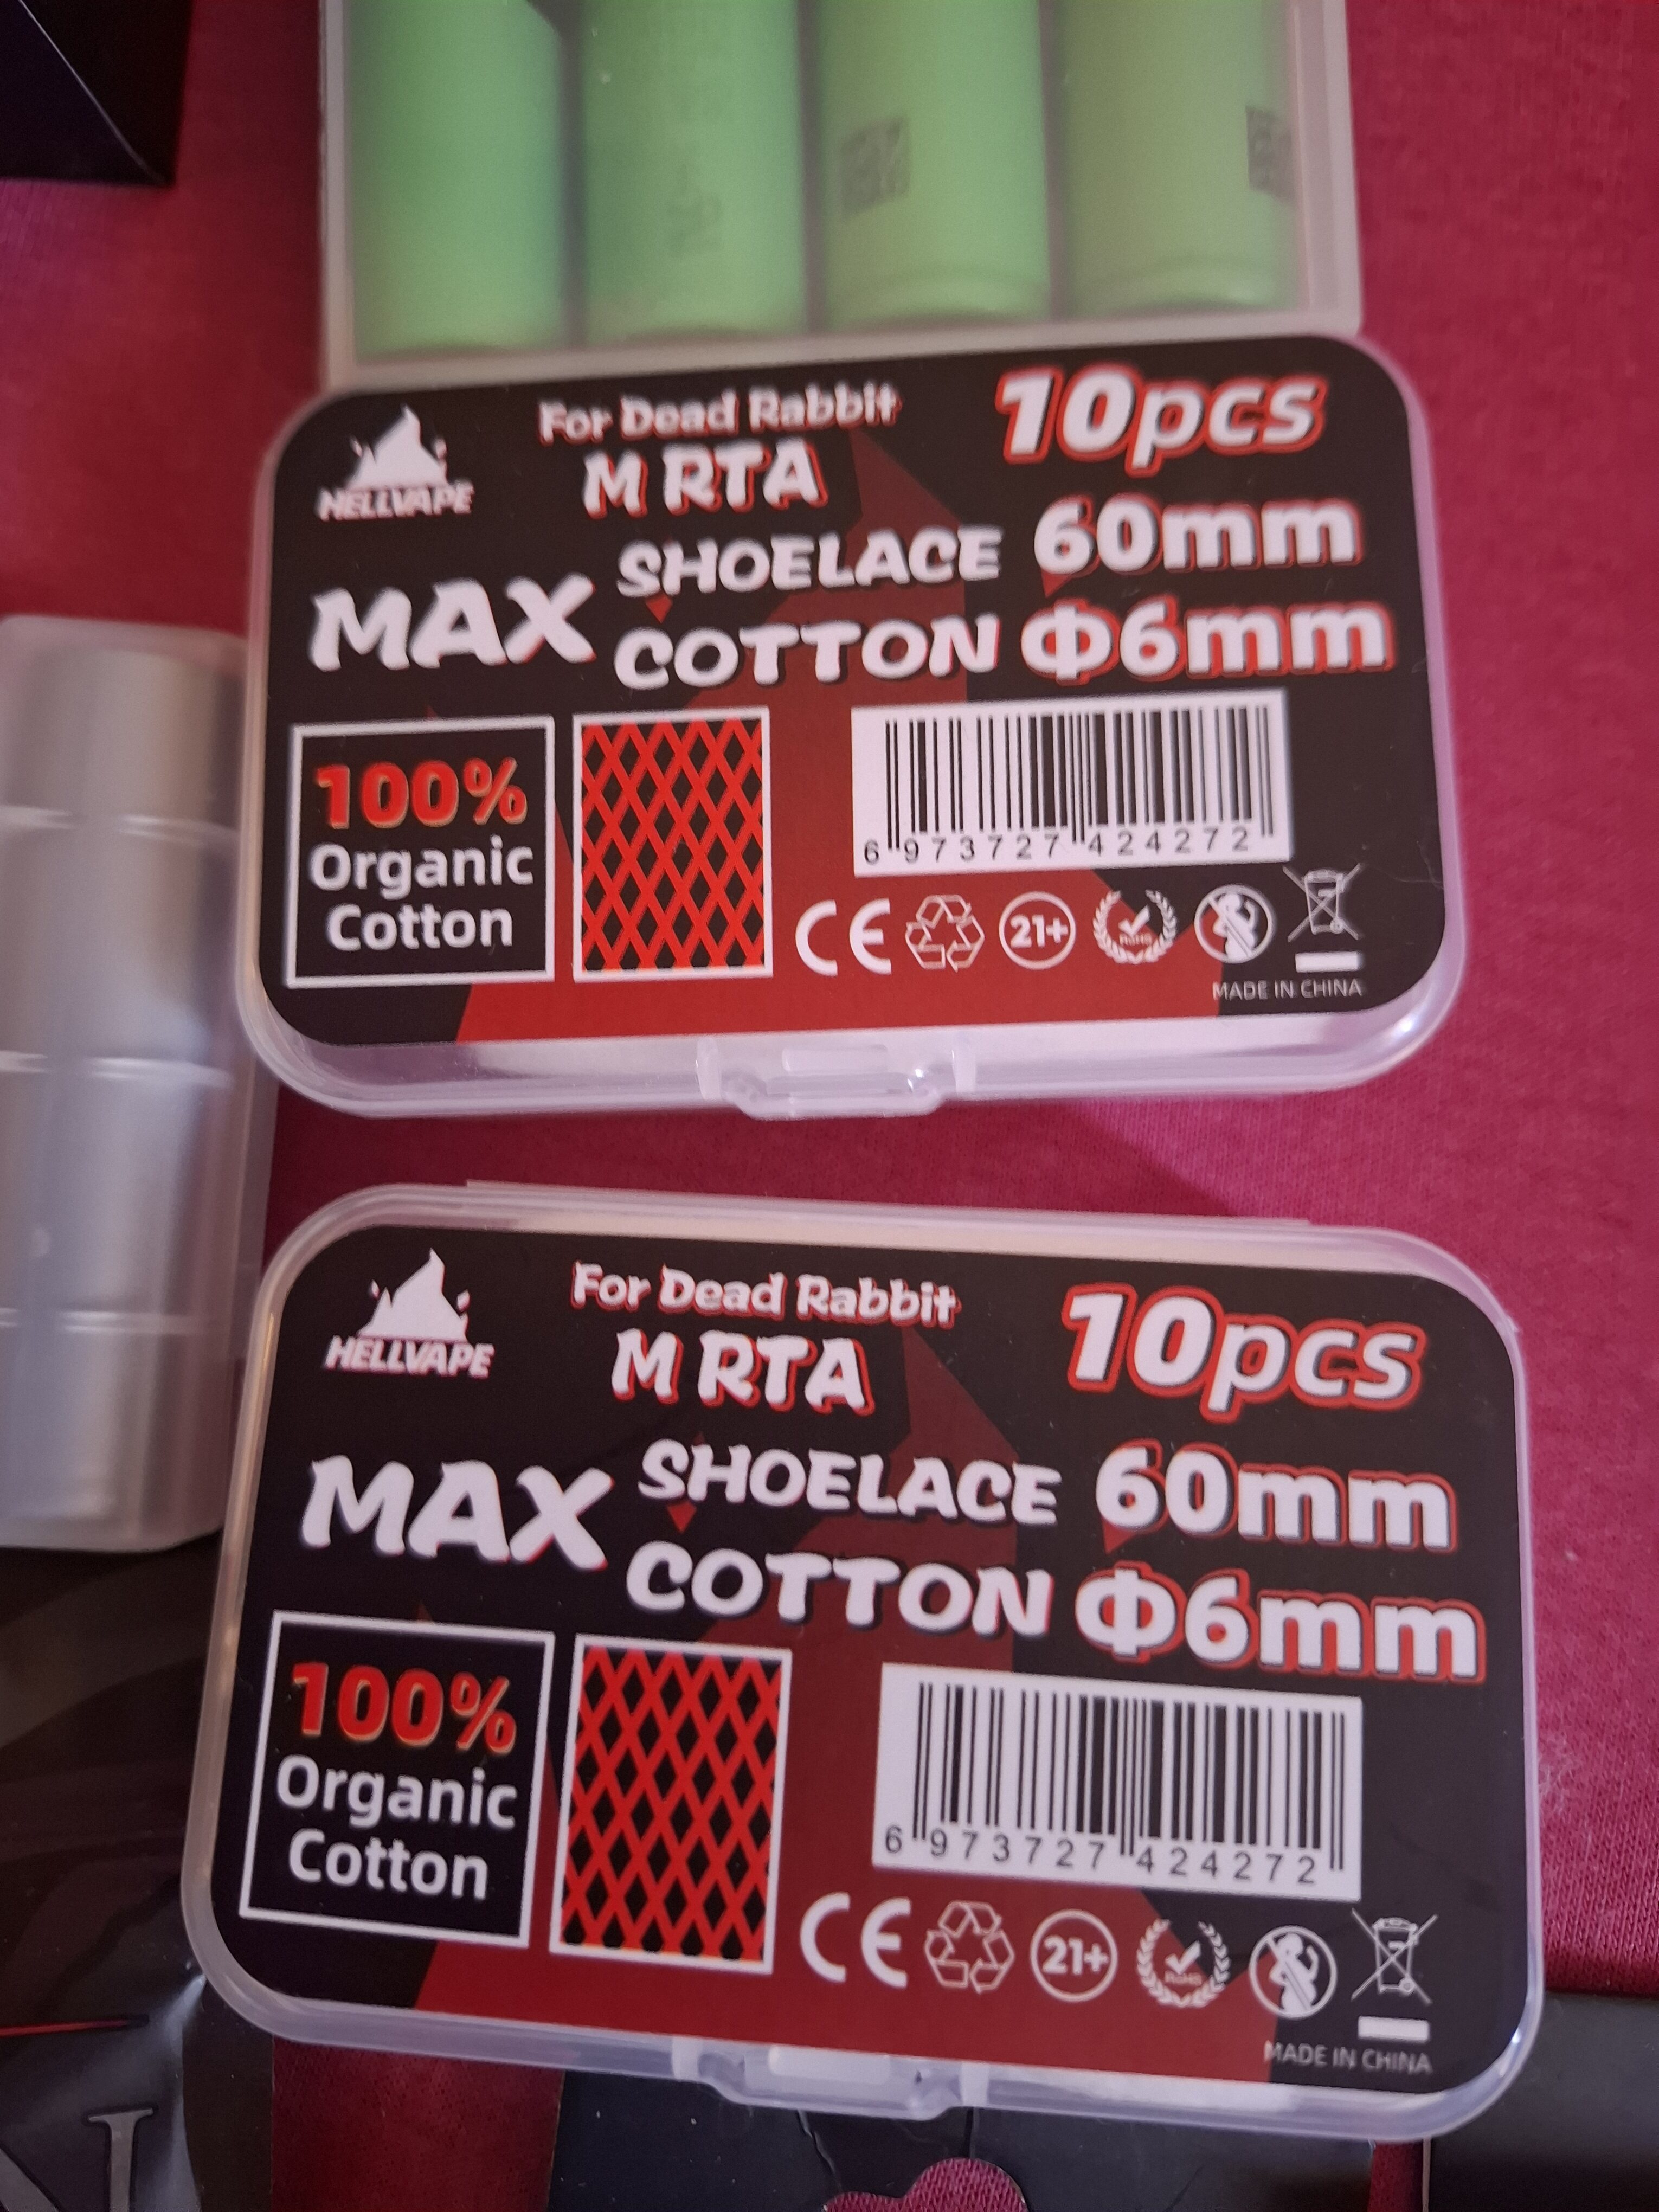 HELLVAPE
For Dead Rabbit
M RTA
10pcs
MAX SHOELACE COTTON
60mm
Φ6mm
100%
Organic
Cotton
6 973727 424272
CE
21+
RoHS
MADE IN CHINA
HELLVAPE
For Dead Rabbit
M RTA
10pcs
MAX SHOELACE COTTON
60mm
Φ6mm
100%
Organic
Cotton
6 973727 424272
CE
21+
RoHS
MADE IN CHINA
N